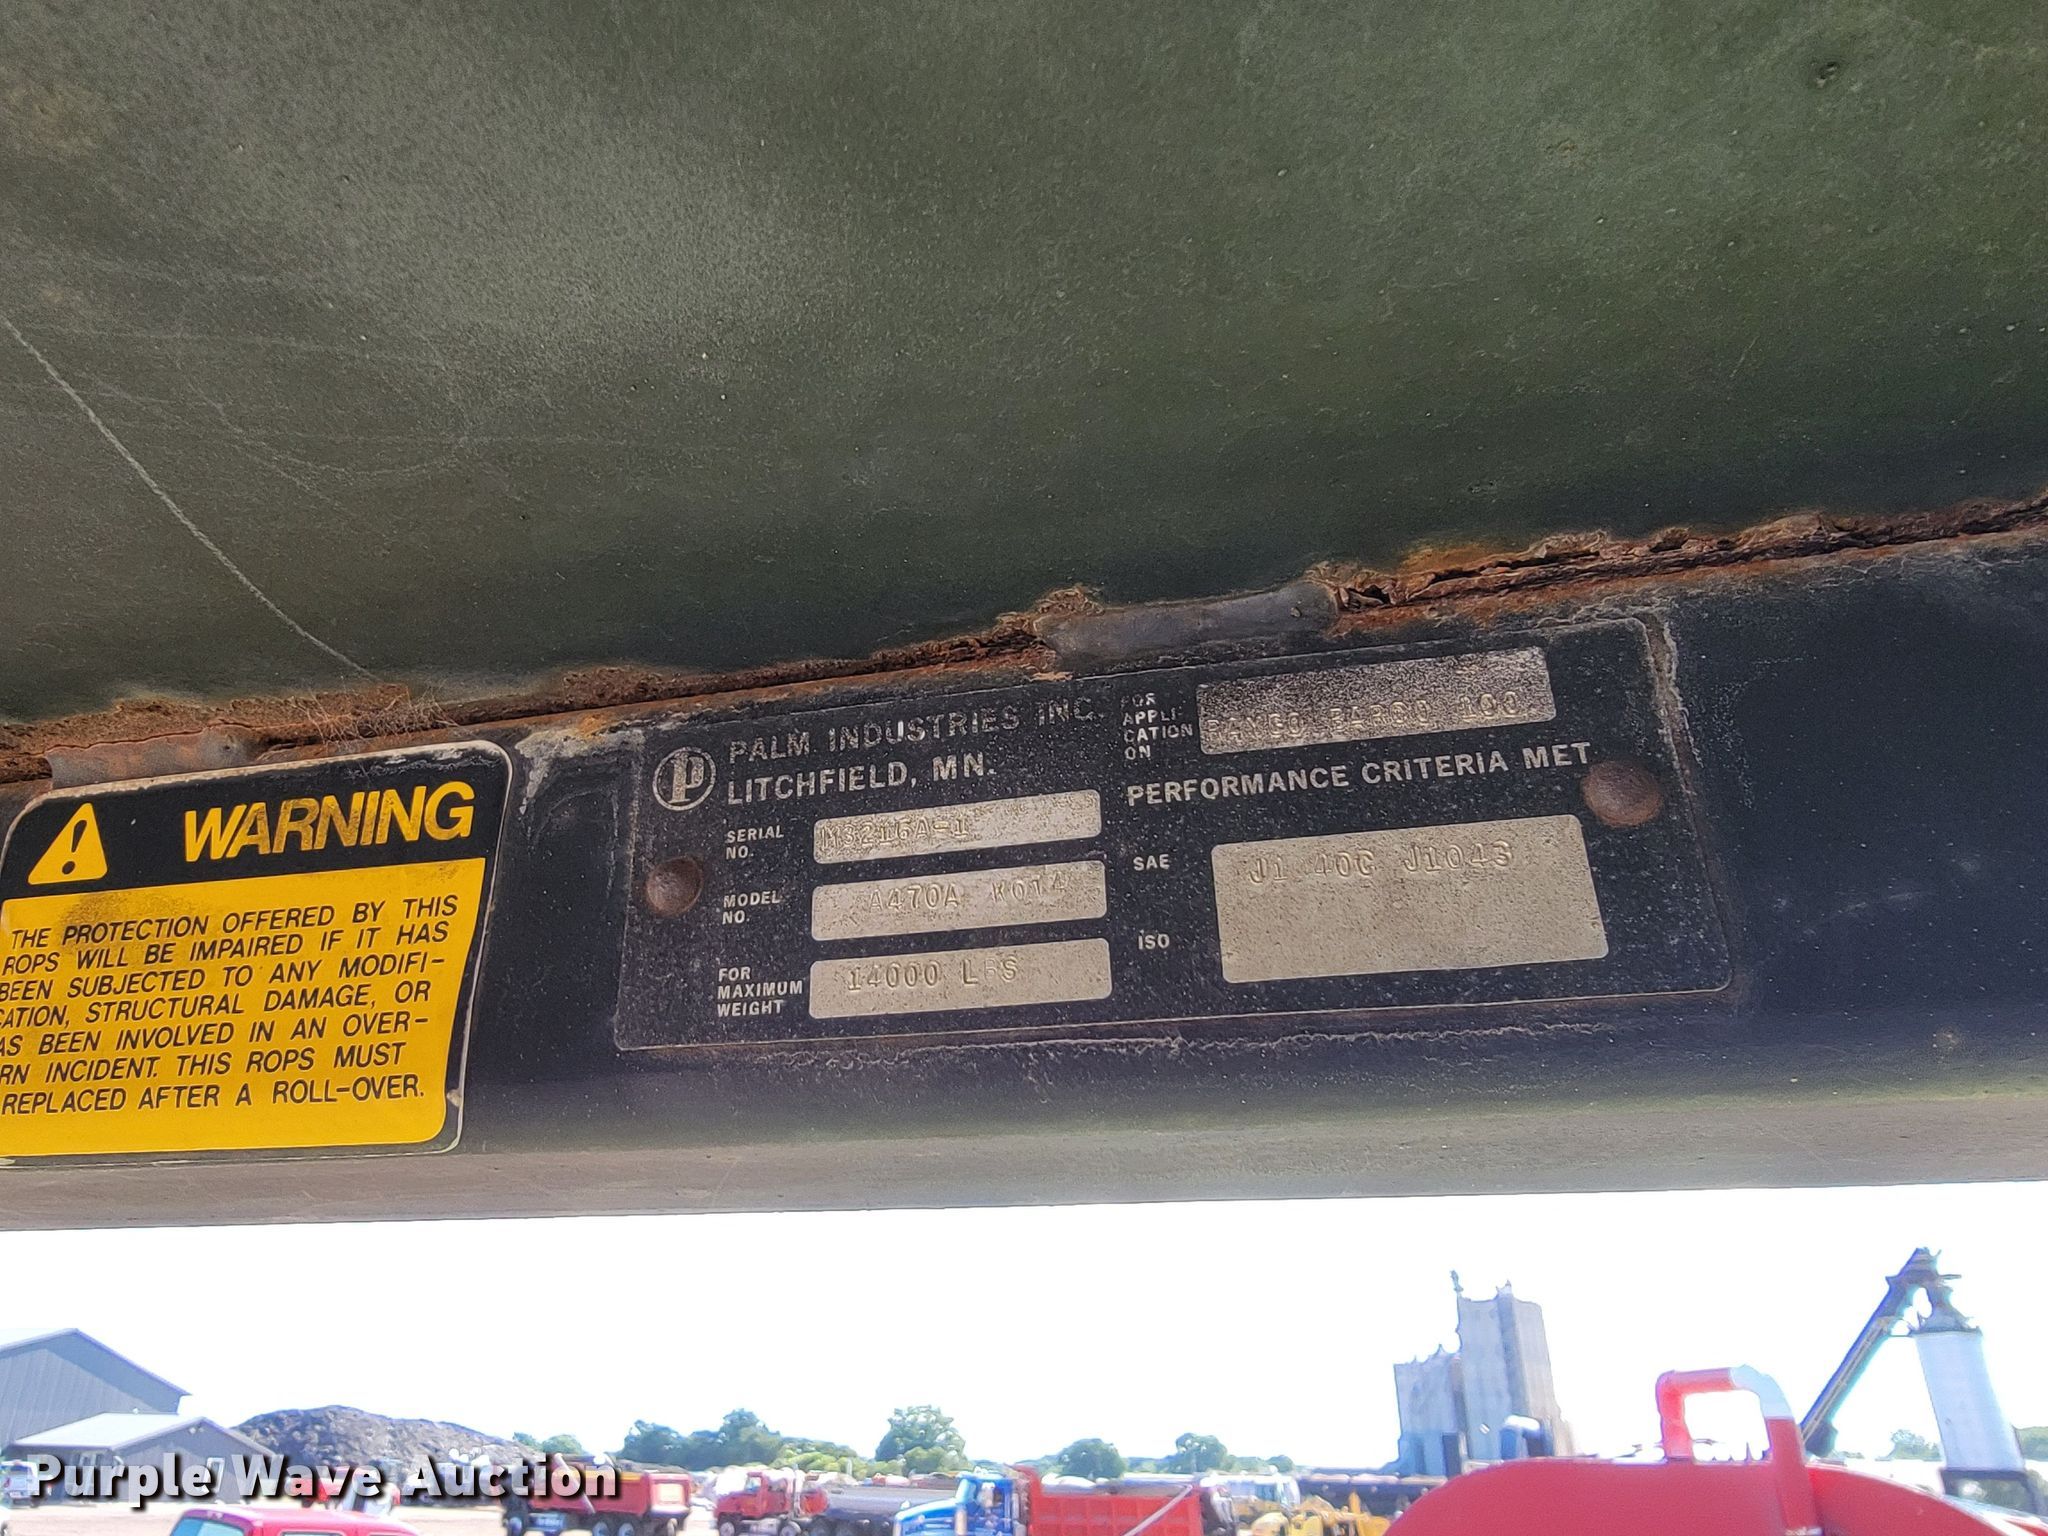 WARNING
THE PROTECTION OFFERED BY THIS
ROPS WILL BE IMPAIRED IF IT HAS
BEEN SUBJECTED TO ANY MODIFI-
CATION, STRUCTURAL DAMAGE, OR
AS BEEN INVOLVED IN AN OVER-
RN INCIDENT. THIS ROPS MUST
REPLACED AFTER A ROLL-OVER.
P
PALM INDUSTRIES INC.
LITCHFIELD, MN.
SERIAL
NO.
M3216A-1
MODEL
NO.
A470A
FOR
MAXIMUM
WEIGHT
14000 LBS
FOR
APPLI-
CATION
ON
100
PERFORMANCE CRITERIA MET
SAE
J1040C J1043
ISO
Purple Wave Auction